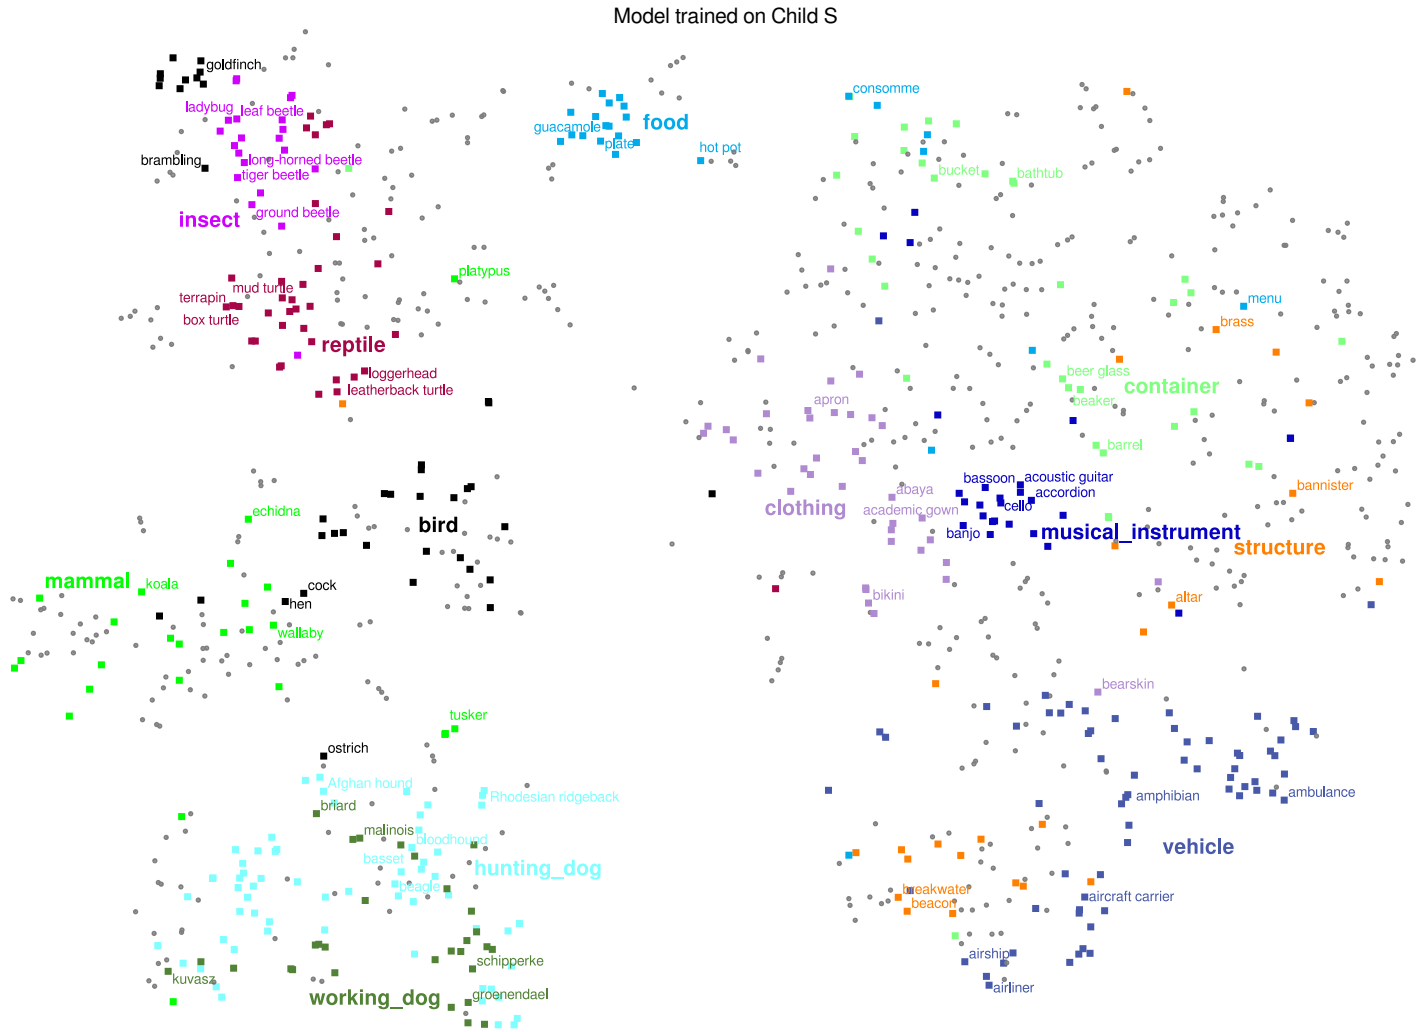 Model trained on Child S
goldfinch
ladybug
leaf beetle
brambling
long-horned beetle
tiger beetle
ground beetle
insect
guacamole
food
plate
hot pot
consomme
bucket
bathtub
platypus
mud turtle
terrapin
box turtle
reptile
loggerhead
leatherback turtle
menu
brass
beer glass
container
beaker
apron
barrel
bassoon
acoustic guitar
abaya
accordion
cello
clothing
academic gown
banjo
musical_instrument
bannister
structure
echidna
bird
mammal
koala
cock
hen
wallaby
bikini
altar
bearskin
tusker
ostrich
Afghan hound
Rhodesian ridgeback
briard
malinois
bloodhound
basset
hunting_dog
beagle
amphibian
ambulance
vehicle
breakwater
beacon
aircraft carrier
schipperke
kuvasz
groenendael
working_dog
airship
airliner